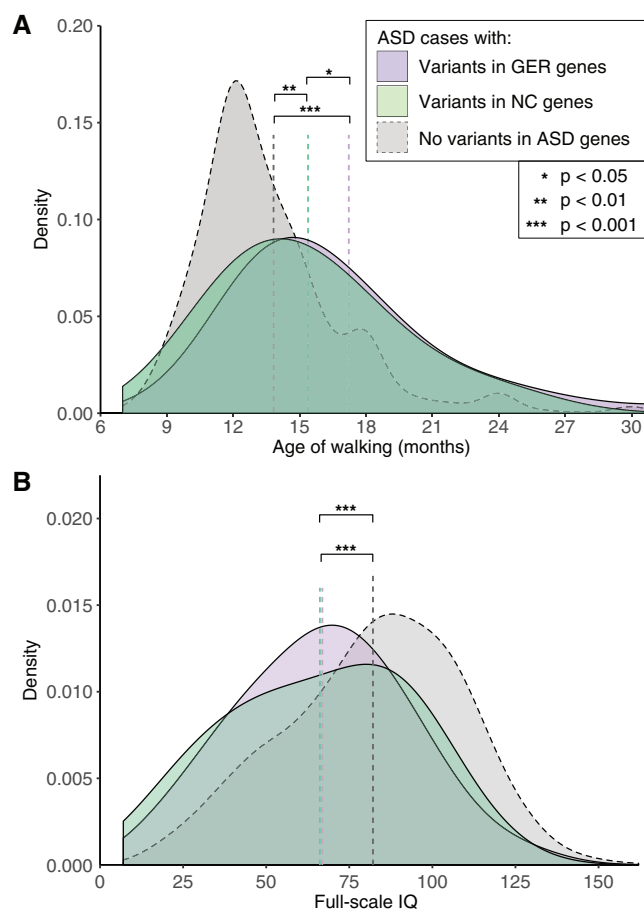 A
0.20
0.15
0.10
0.05
0.00
Density
6 9 12 15 18 21 24 27 30
Age of walking (months)
*
**
***
ASD cases with:
Variants in GER genes
Variants in NC genes
No variants in ASD genes
* p < 0.05
** p < 0.01
*** p < 0.001
B
0.020
0.015
0.010
0.005
0.000
Density
***
***
0 25 50 75 100 125 150
Full-scale IQ